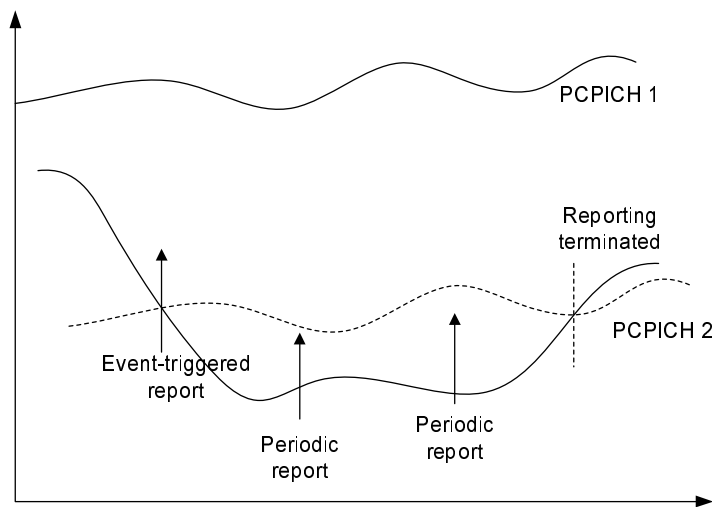 PCPICH 1
Reporting
terminated
PCPICH 2
Event-triggered
report
Periodic
report
Periodic
report